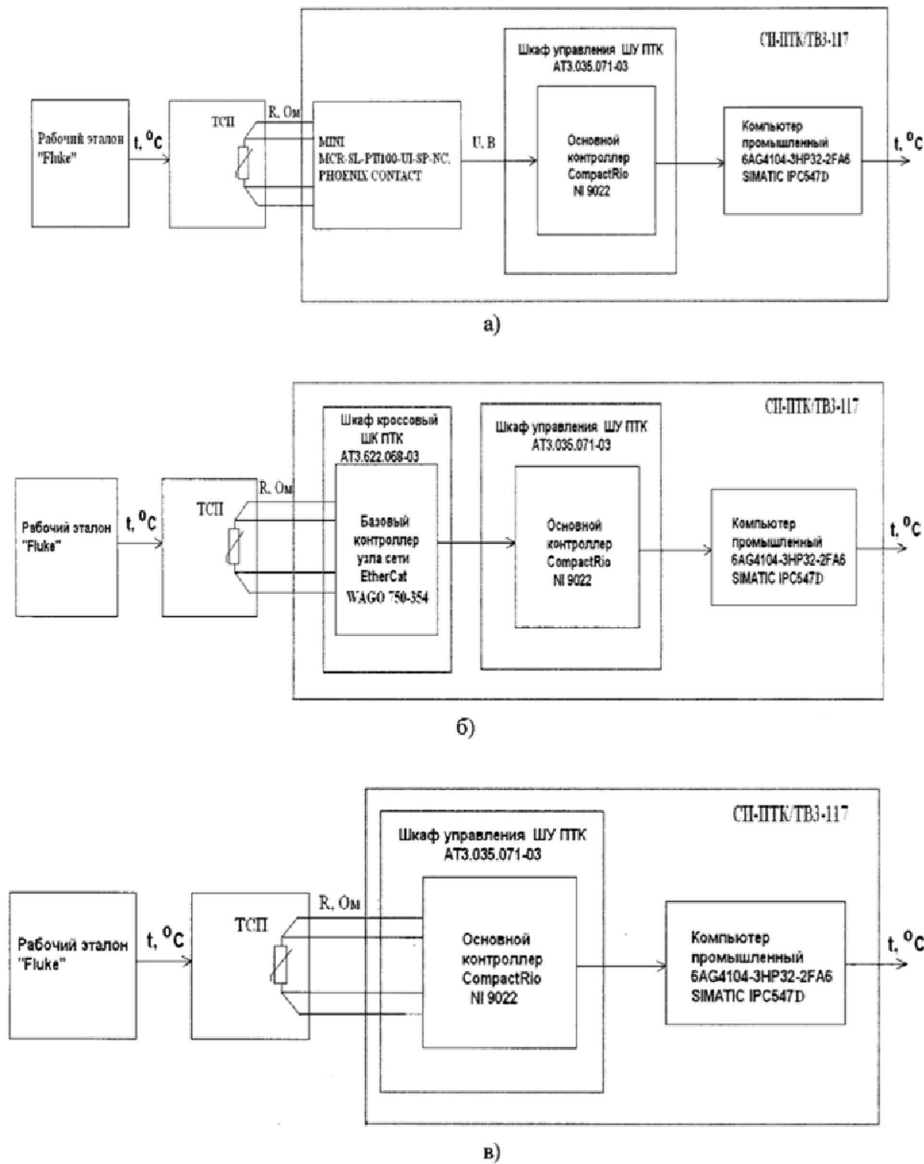 СП-ПТК/ТВ3-117
Шкаф управления ШУ ПТК
АТ3.035.071-03
Рабочий эталон
"Fluke"
t, °C
ТСП
R, Ом
MINI
MCR-SL-PT100-UI-SP-NC,
PHOENIX CONTACT
U, В
Основной
контроллер
CompactRio
NI 9022
Компьютер
промышленный
6AG4104-3HP32-2FA6
SIMATIC IPC547D
t, °C
а)
СП-ПТК/ТВ3-117
Шкаф кроссовый
ШК ПТК
АТ3.622.068-03
Шкаф управления ШУ ПТК
АТ3.035.071-03
Рабочий эталон
"Fluke"
t, °C
ТСП
R, Ом
Базовый
контроллер
узла сети
EtherCat
WAGO 750-354
Основной
контроллер
CompactRio
NI 9022
Компьютер
промышленный
6AG4104-3HP32-2FA6
SIMATIC IPC547D
t, °C
б)
СП-ПТК/ТВ3-117
Шкаф управления ШУ ПТК
АТ3.035.071-03
Рабочий эталон
"Fluke"
t, °C
ТСП
R, Ом
Основной
контроллер
CompactRio
NI 9022
Компьютер
промышленный
6AG4104-3HP32-2FA6
SIMATIC IPC547D
t, °C
в)